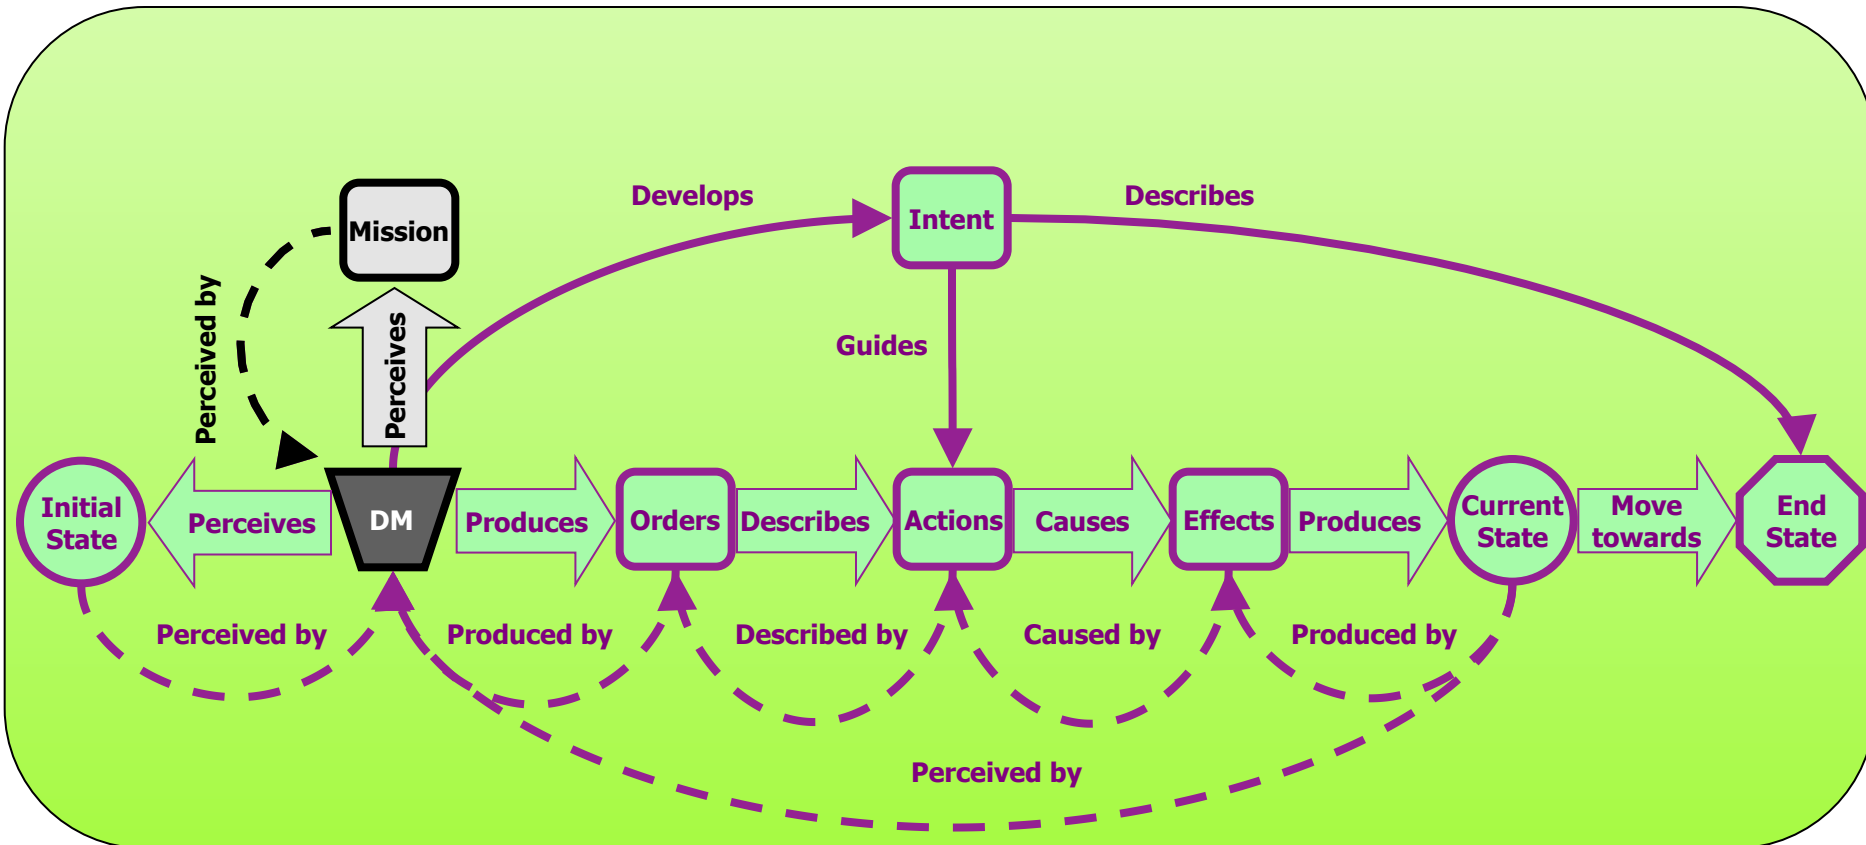 Develops
Describes
Mission
Intent
Perceived by
Perceives
Guides
Initial
State
Perceives
DM
Produces
Orders
Describes
Actions
Causes
Effects
Produces
Current
State
Move
towards
End
State
Perceived by
Produced by
Described by
Caused by
Produced by
Perceived by